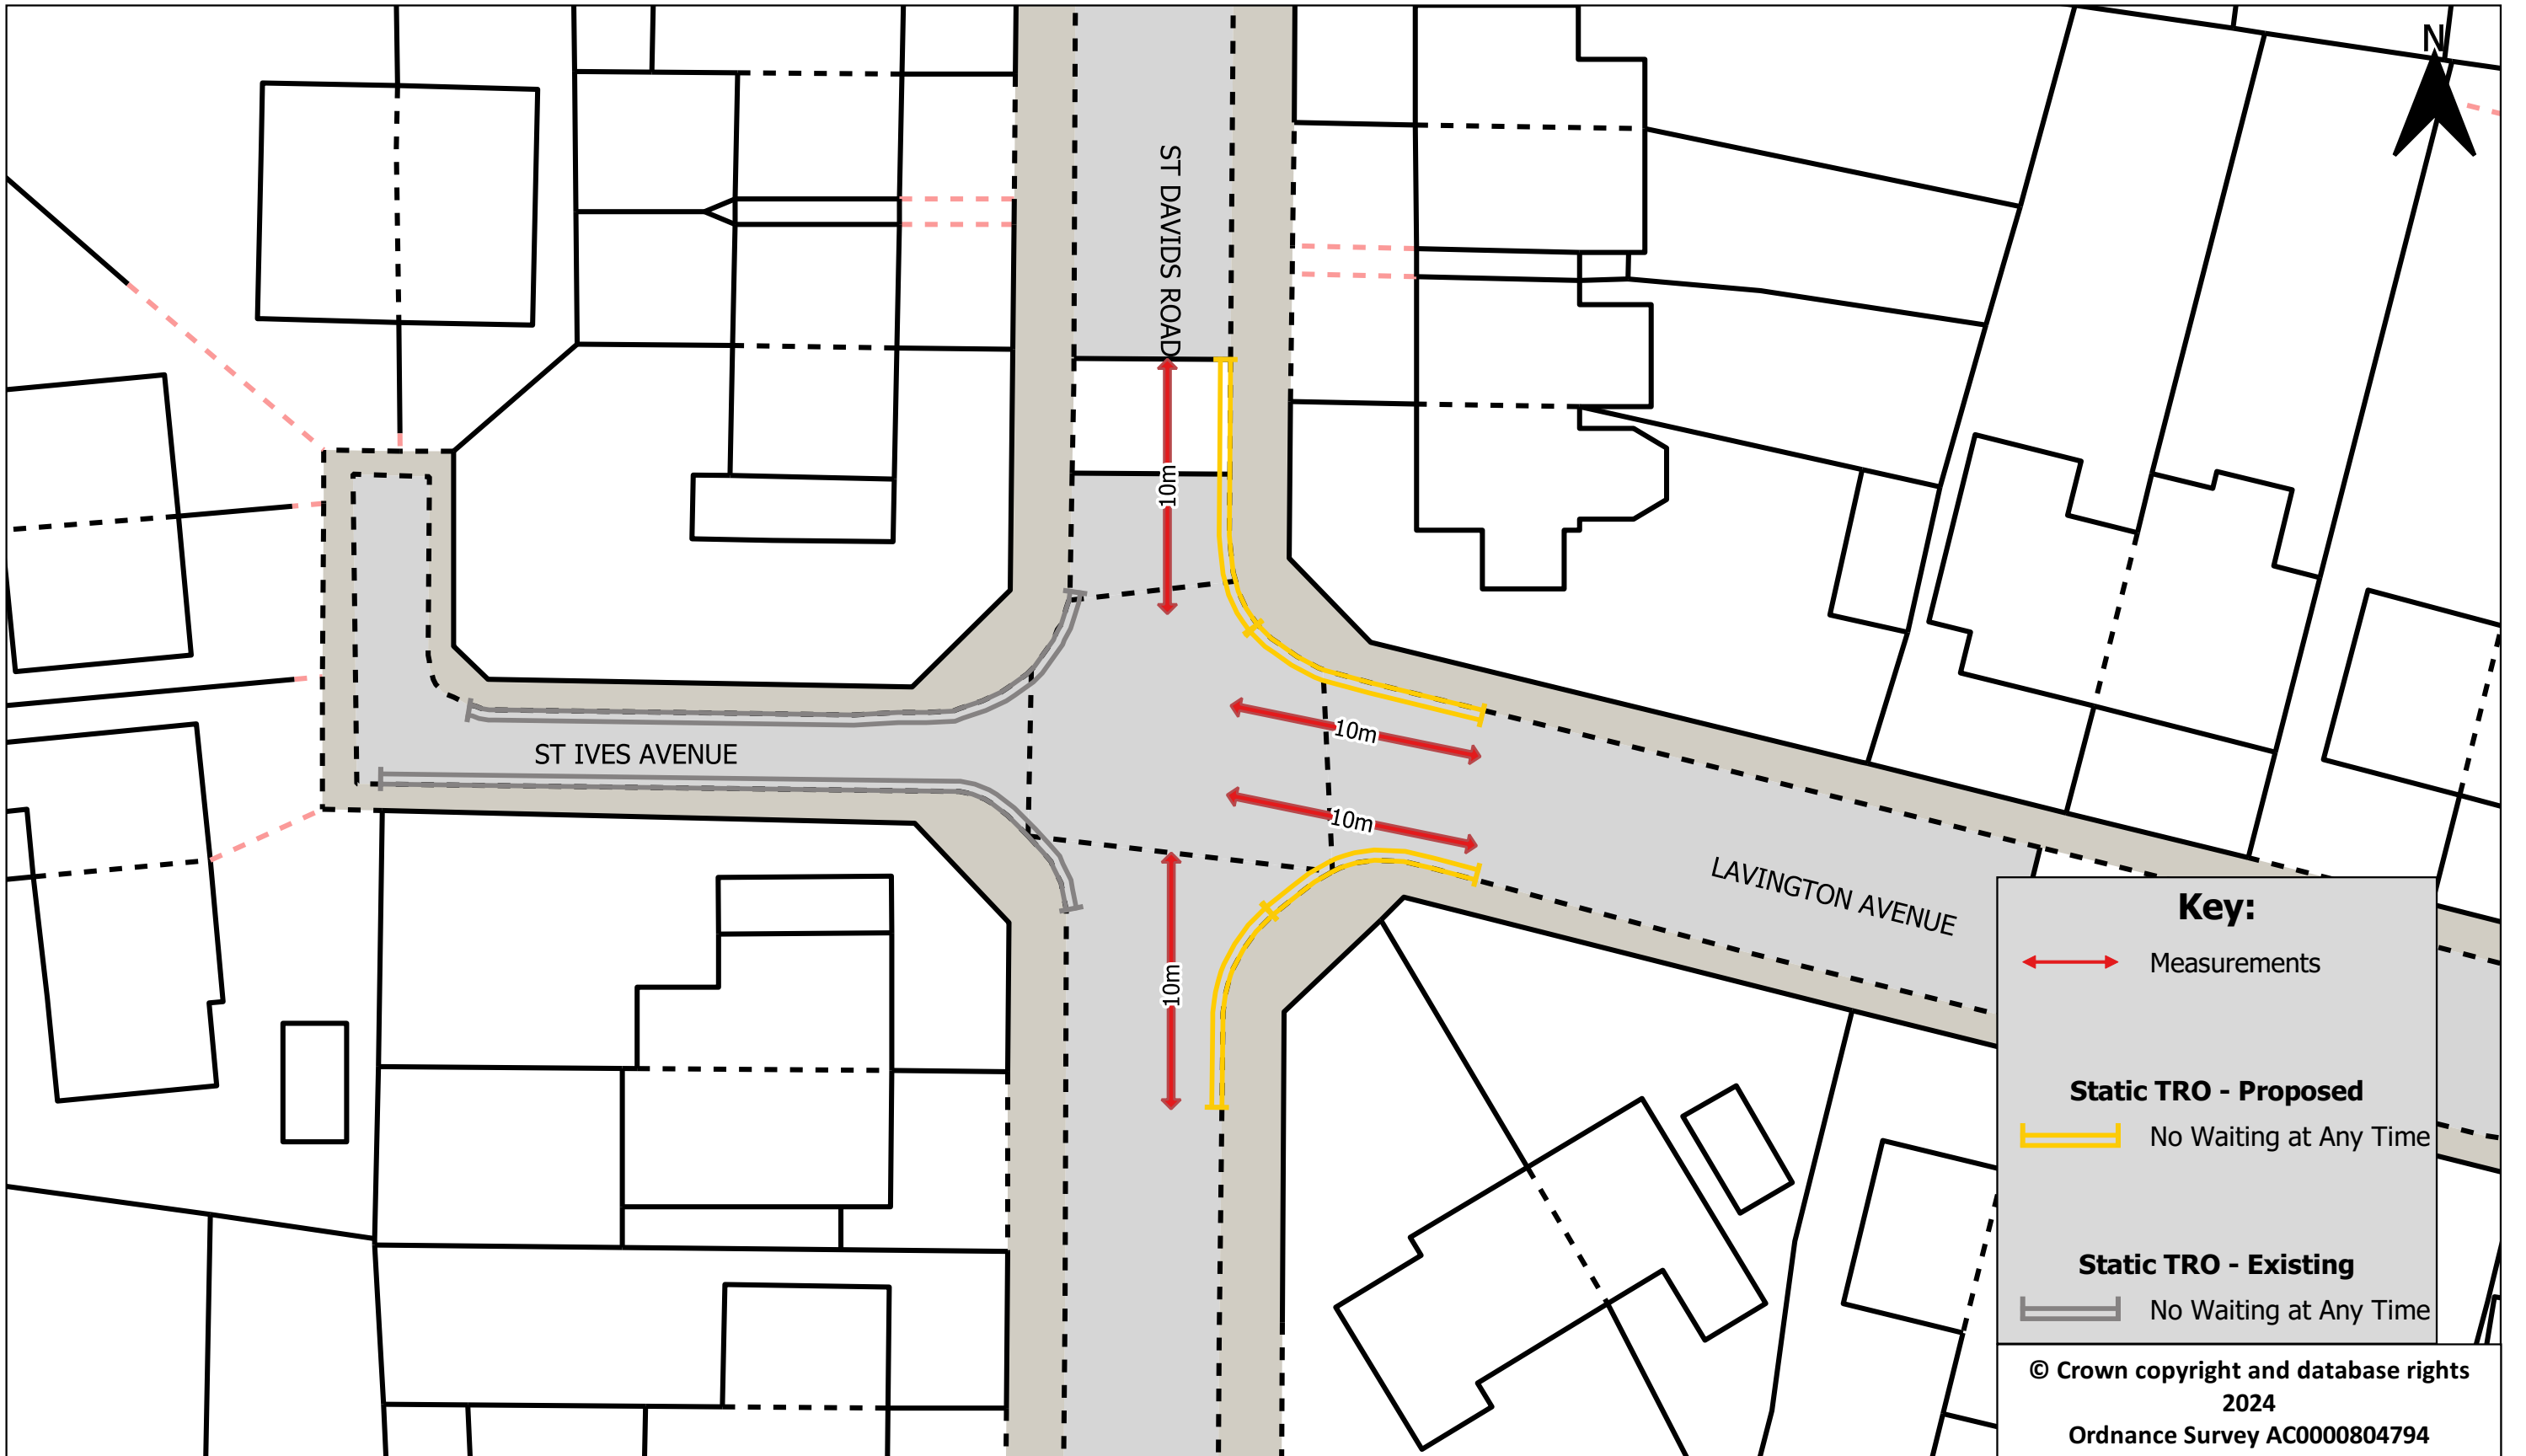 N
ST DAVIDS ROAD
10m
10m
ST IVES AVENUE
10m
LAVINGTON AVENUE
10m
Key:
Measurements
Static TRO - Proposed
No Waiting at Any Time
Static TRO - Existing
No Waiting at Any Time
© Crown copyright and database rights
2024
Ordnance Survey AC0000804794